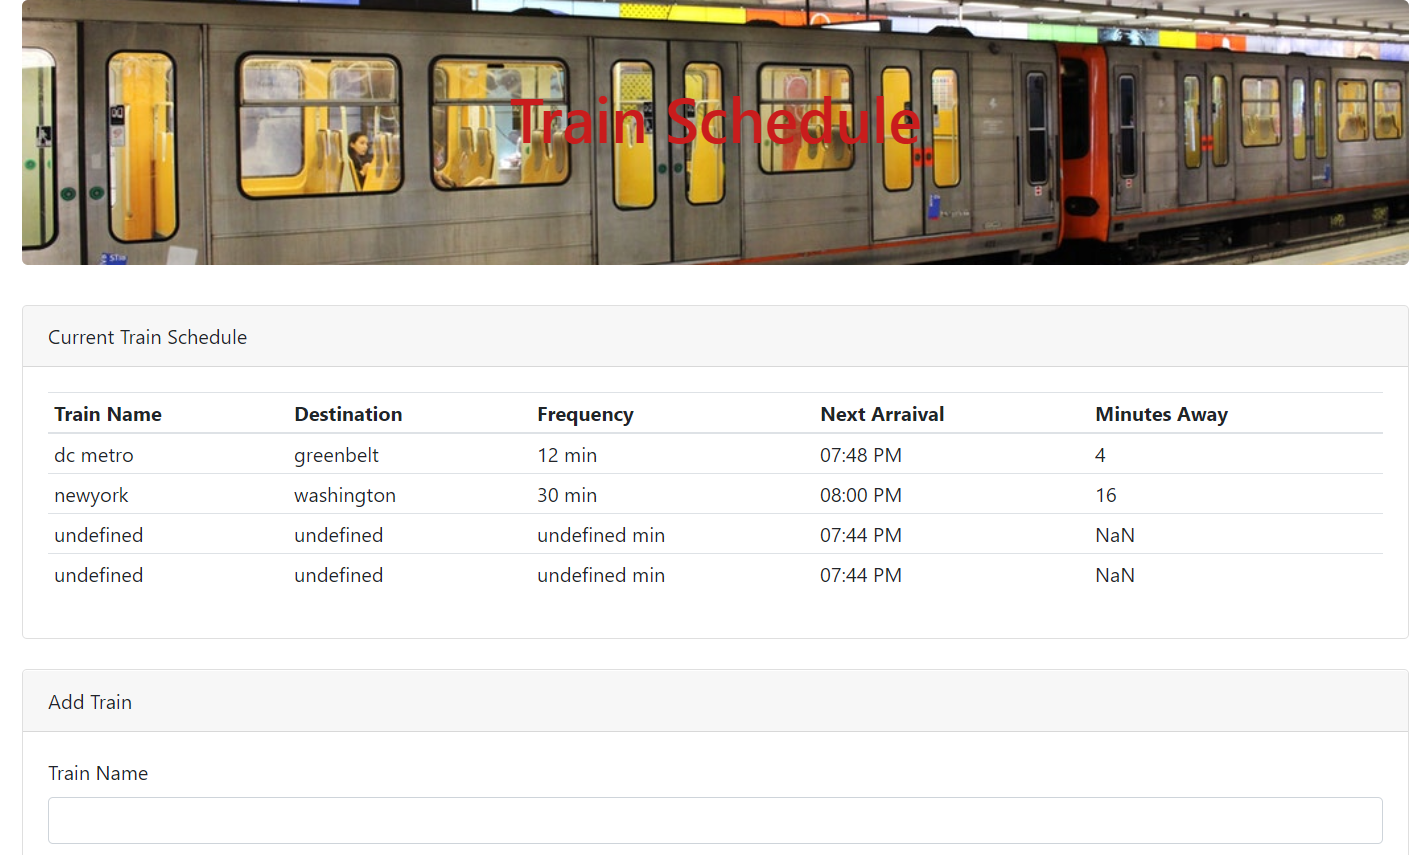 Train Schedule
Current Train Schedule
Train Name Destination Frequency Next Arraival Minutes Away
dc metro greenbelt 12 min 07:48 PM 4
newyork washington 30 min 08:00 PM 16
undefined undefined undefined min 07:44 PM NaN
undefined undefined undefined min 07:44 PM NaN
Add Train
Train Name